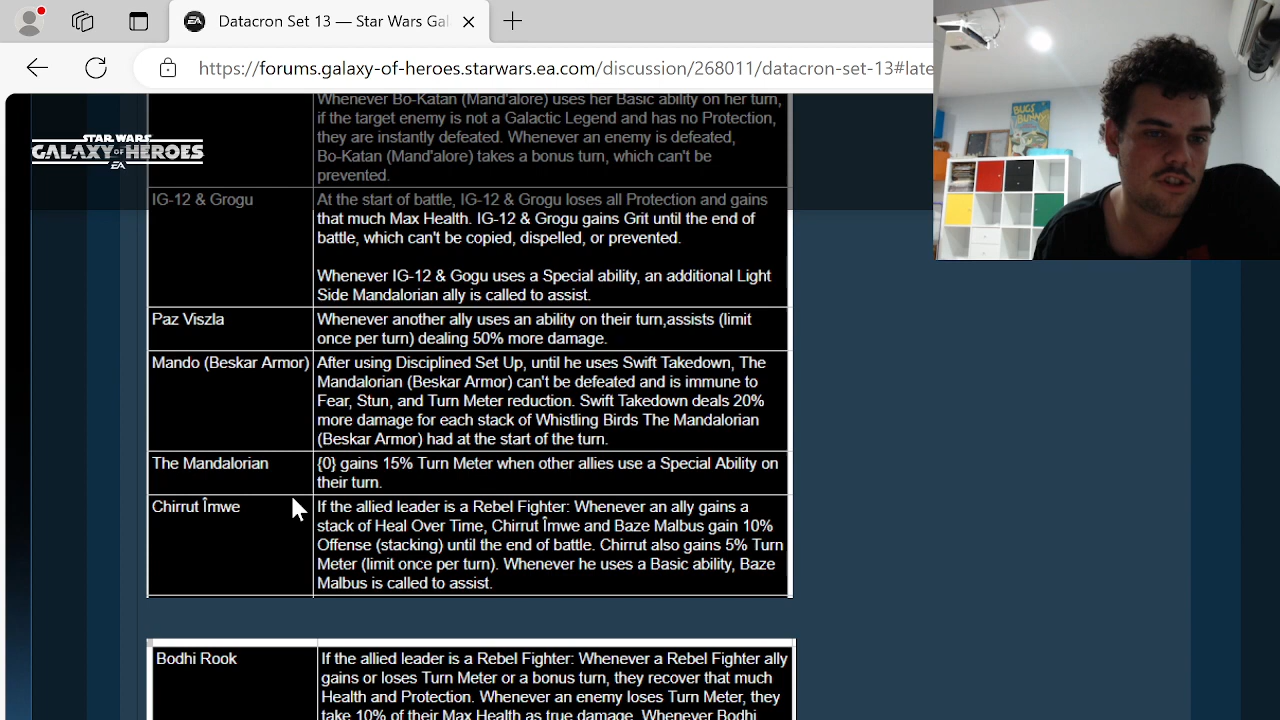 Datacron Set 13 — Star Wars Gal
https://forums.galaxy-of-heroes.starwars.ea.com/discussion/268011/datacron-set-13#late
BUGS
BUNNY
STAR WARS
GALAXY OF HEROES
EA
Whenever Bo-Katan (Mand'alore) uses her Basic ability on her turn,
if the target enemy is not a Galactic Legend and has no Protection,
they are instantly defeated. Whenever an enemy is defeated,
Bo-Katan (Mand'alore) takes a bonus turn, which can't be
prevented.
IG-12 & Grogu
At the start of battle, IG-12 & Grogu loses all Protection and gains
that much Max Health. IG-12 & Grogu gains Grit until the end of
battle, which can't be copied, dispelled, or prevented.
Whenever IG-12 & Gogu uses a Special ability, an additional Light
Side Mandalorian ally is called to assist.
Paz Viszla
Whenever another ally uses an ability on their turn,assists (limit
once per turn) dealing 50% more damage.
Mando (Beskar Armor)
After using Disciplined Set Up, until he uses Swift Takedown, The
Mandalorian (Beskar Armor) can't be defeated and is immune to
Fear, Stun, and Turn Meter reduction. Swift Takedown deals 20%
more damage for each stack of Whistling Birds The Mandalorian
(Beskar Armor) had at the start of the turn.
The Mandalorian
{0} gains 15% Turn Meter when other allies use a Special Ability on
their turn.
Chirrut Îmwe
If the allied leader is a Rebel Fighter: Whenever an ally gains a
stack of Heal Over Time, Chirrut Îmwe and Baze Malbus gain 10%
Offense (stacking) until the end of battle. Chirrut also gains 5% Turn
Meter (limit once per turn). Whenever he uses a Basic ability, Baze
Malbus is called to assist.
Bodhi Rook
If the allied leader is a Rebel Fighter: Whenever a Rebel Fighter ally
gains or loses Turn Meter or a bonus turn, they recover that much
Health and Protection. Whenever an enemy loses Turn Meter, they
take 10% of their Max Health as true damage. Whenever Bodhi